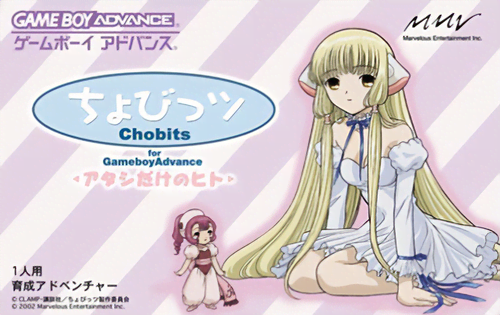 GAME BOY ADVANCE™
ゲームボーイ アドバンス®
MMV
Marvelous Entertainment Inc.
ちょびっツ
Chobits
for
GameboyAdvance
アタシだけのヒト
1人用
育成アドベンチャー
© CLAMP・講談社/ちょびっツ製作委員会
© 2002 Marvelous Entertainment Inc.